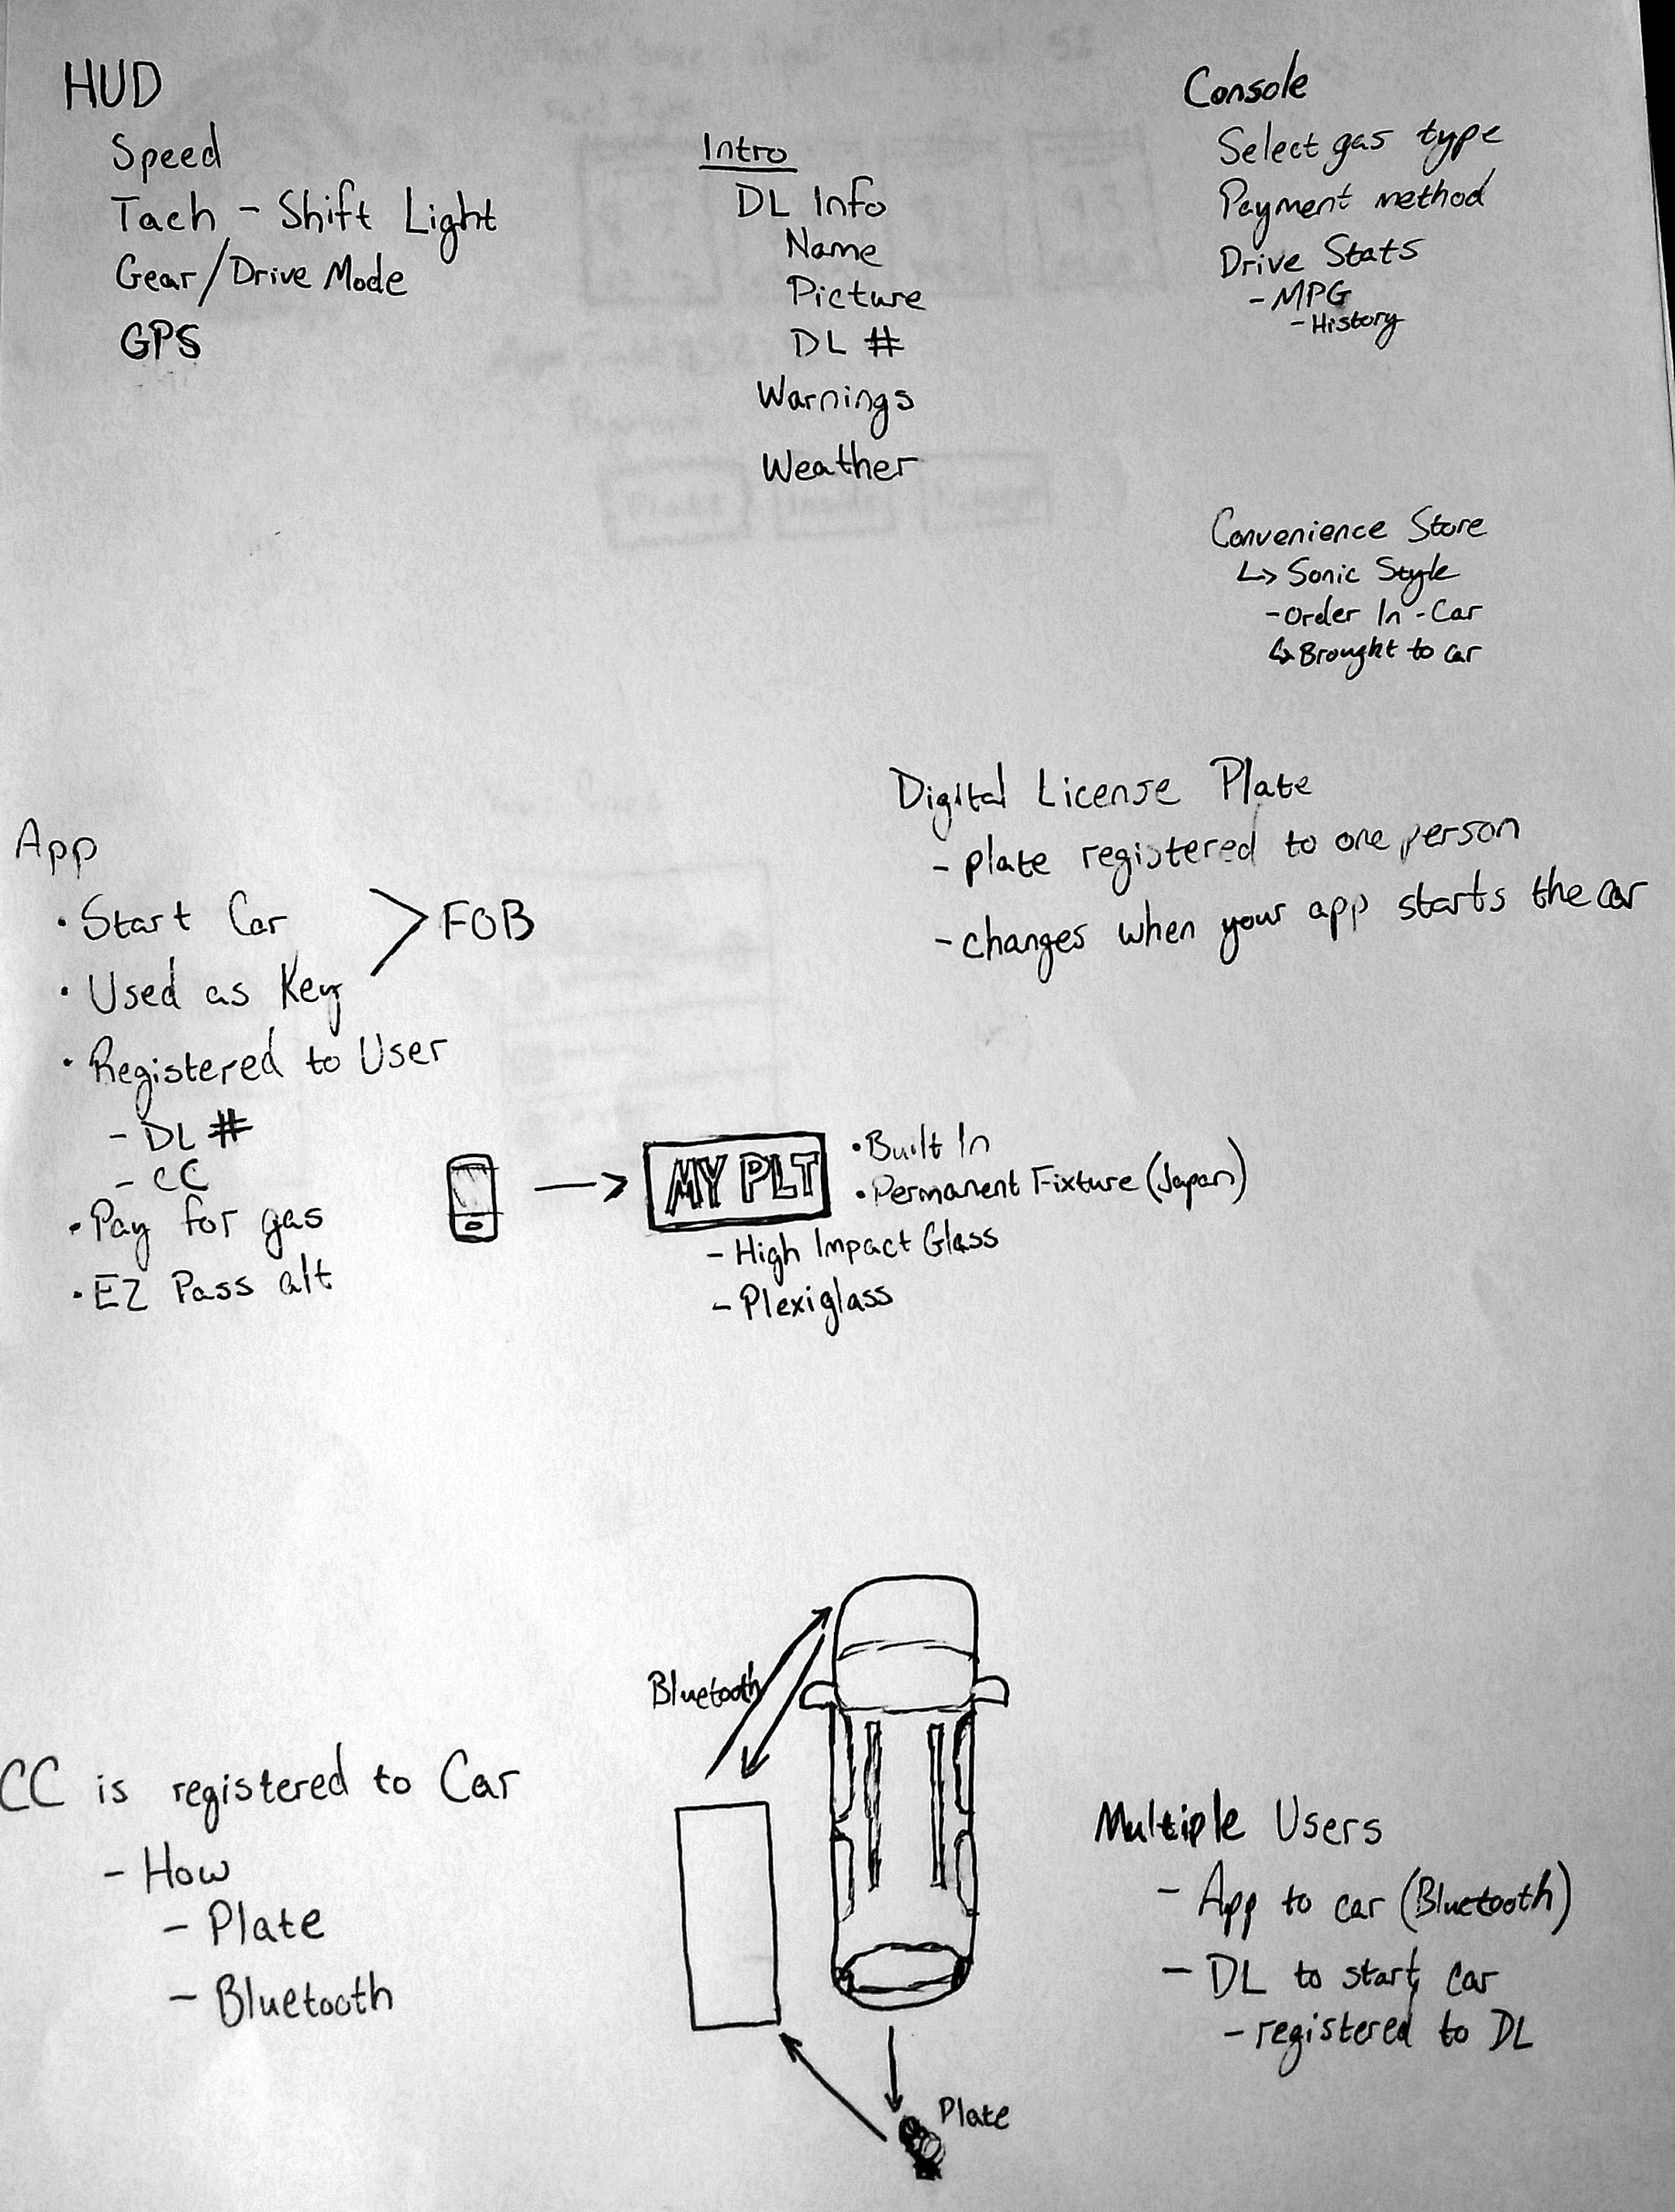 HUD
Speed
Tach - Shift Light
Gear/Drive Mode
GPS
Intro
DL Info
Name
Picture
DL #
Warnings
Weather
Console
Select gas type
Payment method
Drive Stats
- MPG
- History
Convenience Store
↳ Sonic Style
- Order In-Car
↳ Brought to car
App
• Start Car
• Used as Key
FOB
• Registered to User
- DL #
- CC
• Pay for gas
• EZ Pass alt
Digital License Plate
- plate registered to one person
- changes when your app starts the car
MY PLT
• Built In
• Permanent Fixture (Japan)
- High Impact Glass
- Plexiglass
Bluetooth
CC is registered to Car
- How
- Plate
- Bluetooth
Plate
Multiple Users
- App to car (Bluetooth)
- DL to start car
- registered to DL